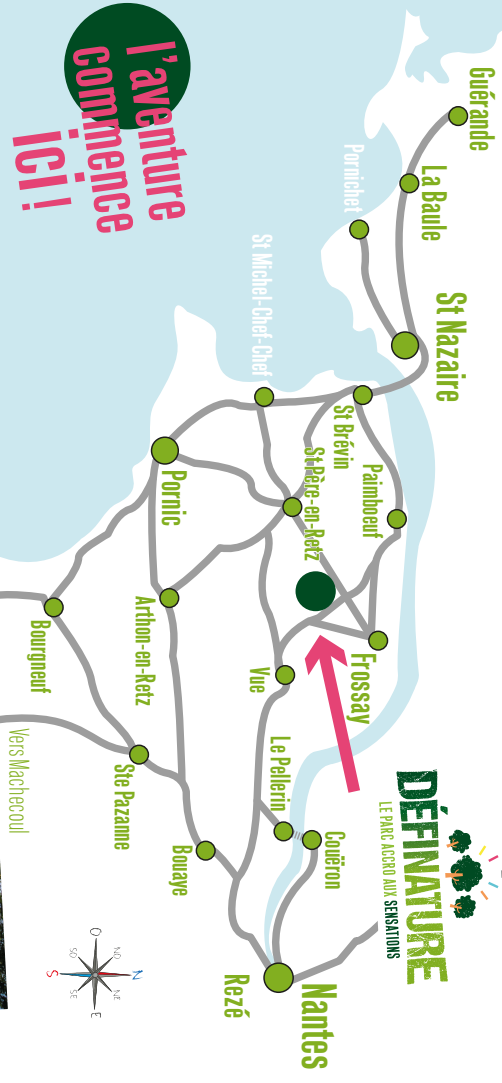 Guérande
La Baule
Pornichet
St Nazaire
St Michel-Chef-Chef
St Brévin
Paimboeuf
St Père-en-Retz
Pornic
Frossay
Arthon-en-Retz
Vue
Bourgneuf
Le Pellerin
Couëron
Ste Pazanne
Bouaye
Vers Machecoul
Nantes
Rezé
l'aventure
commence
ici !
DÉFINATURE
LE PARC ACCRO AUX SENSATIONS
N
NE
E
SE
S
SO
O
NO